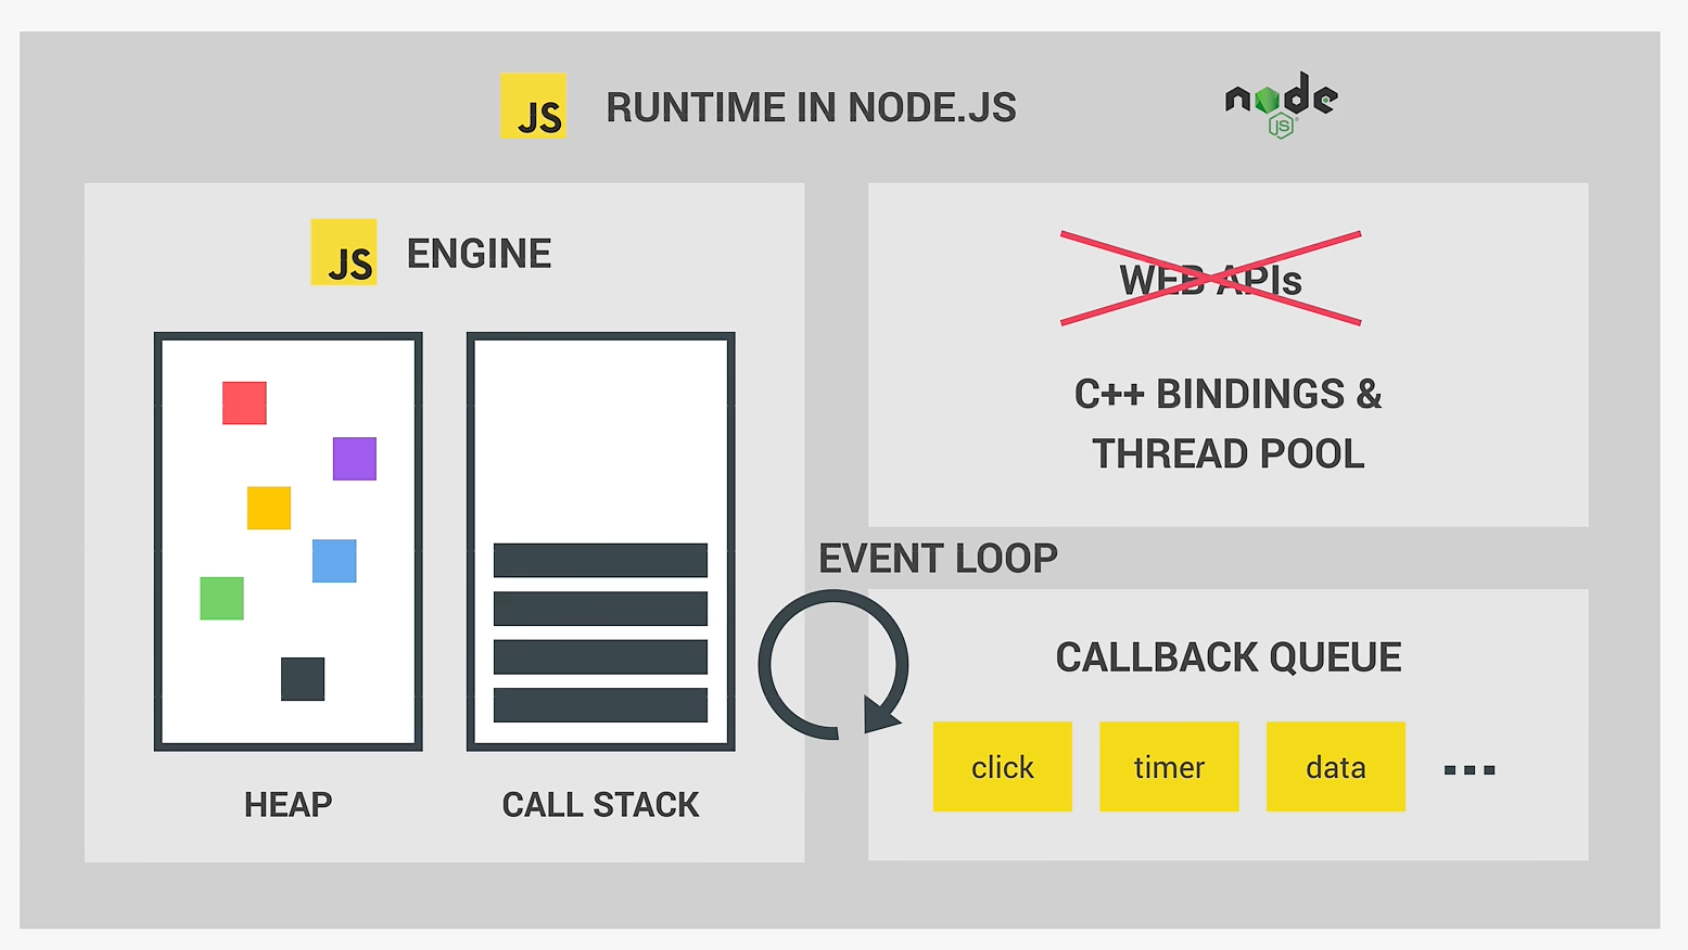 JS RUNTIME IN NODE.JS
node
JS
JS ENGINE
HEAP
CALL STACK
WEB APIs
C++ BINDINGS &
THREAD POOL
EVENT LOOP
CALLBACK QUEUE
click timer data ...